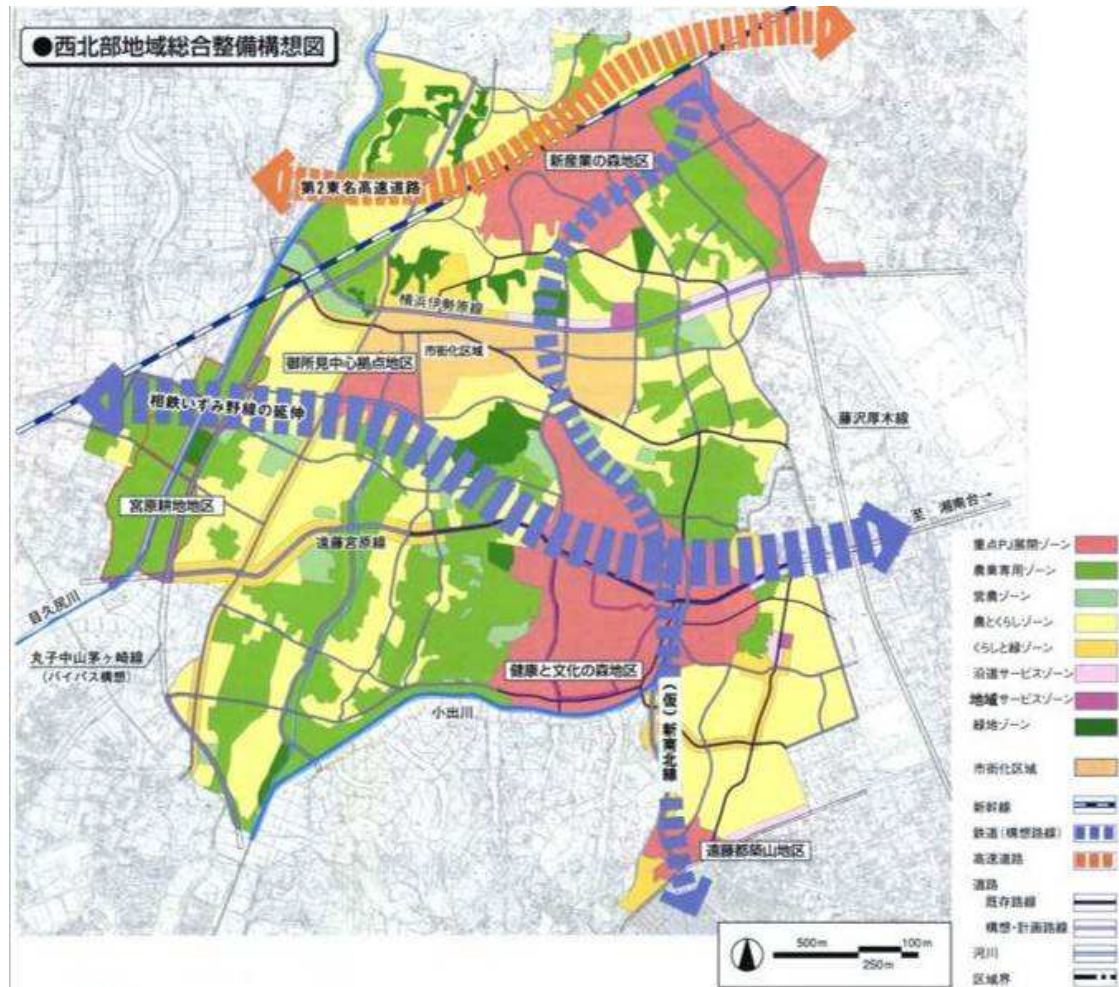 ●西北部地域総合整備構想図
新産業の森地区
第2東名高速道路
横浜伊勢原線
市街化区域
御所見中心拠点地区
相鉄いずみ野線の延伸
藤沢厚木線
宮原耕地地区
遠藤宮原線
至 湘南台→
目久尻川
丸子中山茅ヶ崎線
(バイパス構想)
健康と文化の森地区
小出川
(仮)新東北線
遠藤都築山地区
重点PJ展開ゾーン
農業専用ゾーン
営農ゾーン
農とくらしゾーン
くらしと緑ゾーン
沿道サービスゾーン
地域サービスゾーン
緑地ゾーン
市街化区域
新幹線
鉄道(構想路線)
高速道路
道路
既存路線
構想・計画路線
河川
区域界
500m
100m
250m